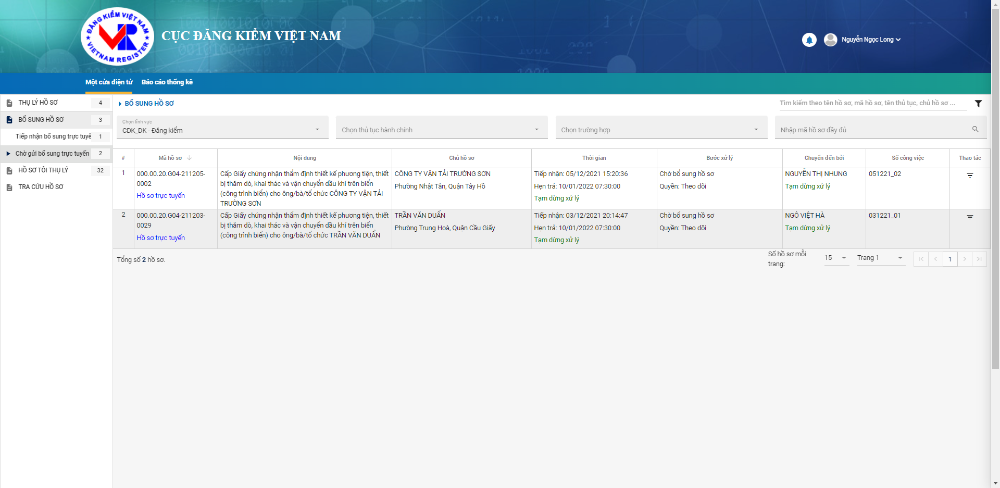 ĐĂNG KIỂM VIỆT NAM
VR
VIETNAM REGISTER
CỤC ĐĂNG KIỂM VIỆT NAM
Nguyễn Ngọc Long
Một cửa điện tử Báo cáo thống kê
THỤ LÝ HỒ SƠ 4
BỔ SUNG HỒ SƠ 3
Tiếp nhận bổ sung trực tuyế 1
Chờ gửi bổ sung trực tuyến 2
HỒ SƠ TÔI THỤ LÝ 32
TRA CỨU HỒ SƠ
BỔ SUNG HỒ SƠ
Tìm kiếm theo tên hồ sơ, mã hồ sơ, tên thủ tục, chủ hồ sơ ...
Chọn lĩnh vực
CDK_DK - Đăng kiểm
Chọn thủ tục hành chính
Chọn trường hợp
Nhập mã hồ sơ đầy đủ
# Mã hồ sơ Nội dung Chủ hồ sơ Thời gian Bước xử lý Chuyển đến bởi Số công việc Thao tác
1
000.00.20.G04-211205-
0002
Hồ sơ trực tuyến
Cấp Giấy chứng nhận thẩm định thiết kế phương tiện, thiết
bị thăm dò, khai thác và vận chuyển dầu khí trên biển
(công trình biển) cho ông/bà/tổ chức CÔNG TY VẬN TẢI
TRƯỜNG SƠN
CÔNG TY VẬN TẢI TRƯỜNG SƠN
Phường Nhật Tân, Quận Tây Hồ
Tiếp nhận: 05/12/2021 15:20:36
Hẹn trả: 10/01/2022 07:30:00
Tạm dừng xử lý
Chờ bổ sung hồ sơ
Quyền: Theo dõi
NGUYỄN THỊ NHUNG
Tạm dừng xử lý
051221_02
2
000.00.20.G04-211203-
0029
Hồ sơ trực tuyến
Cấp Giấy chứng nhận thẩm định thiết kế phương tiện, thiết
bị thăm dò, khai thác và vận chuyển dầu khí trên biển
(công trình biển) cho ông/bà/tổ chức TRẦN VĂN DUẨN
TRẦN VĂN DUẨN
Phường Trung Hoà, Quận Cầu Giấy
Tiếp nhận: 03/12/2021 20:14:47
Hẹn trả: 10/01/2022 07:30:00
Tạm dừng xử lý
Chờ bổ sung hồ sơ
Quyền: Theo dõi
NGÔ VIỆT HÀ
Tạm dừng xử lý
031221_01
Tổng số 2 hồ sơ.
Số hồ sơ mỗi
trang:
15
Trang 1
1